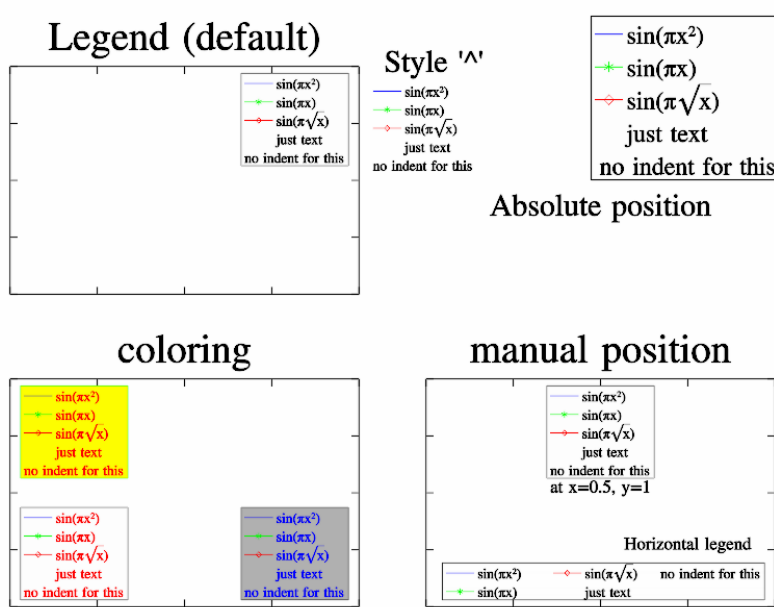 Legend (default)
sin(πx²)
sin(πx)
sin(π√x)
just text
no indent for this
Style '^'
sin(πx²)
sin(πx)
sin(π√x)
just text
no indent for this
sin(πx²)
sin(πx)
sin(π√x)
just text
no indent for this
Absolute position
coloring
sin(πx²)
sin(πx)
sin(π√x)
just text
no indent for this
sin(πx²)
sin(πx)
sin(π√x)
just text
no indent for this
sin(πx²)
sin(πx)
sin(π√x)
just text
no indent for this
manual position
sin(πx²)
sin(πx)
sin(π√x)
just text
no indent for this
at x=0.5, y=1
Horizontal legend
sin(πx²) sin(π√x) no indent for this
sin(πx) just text